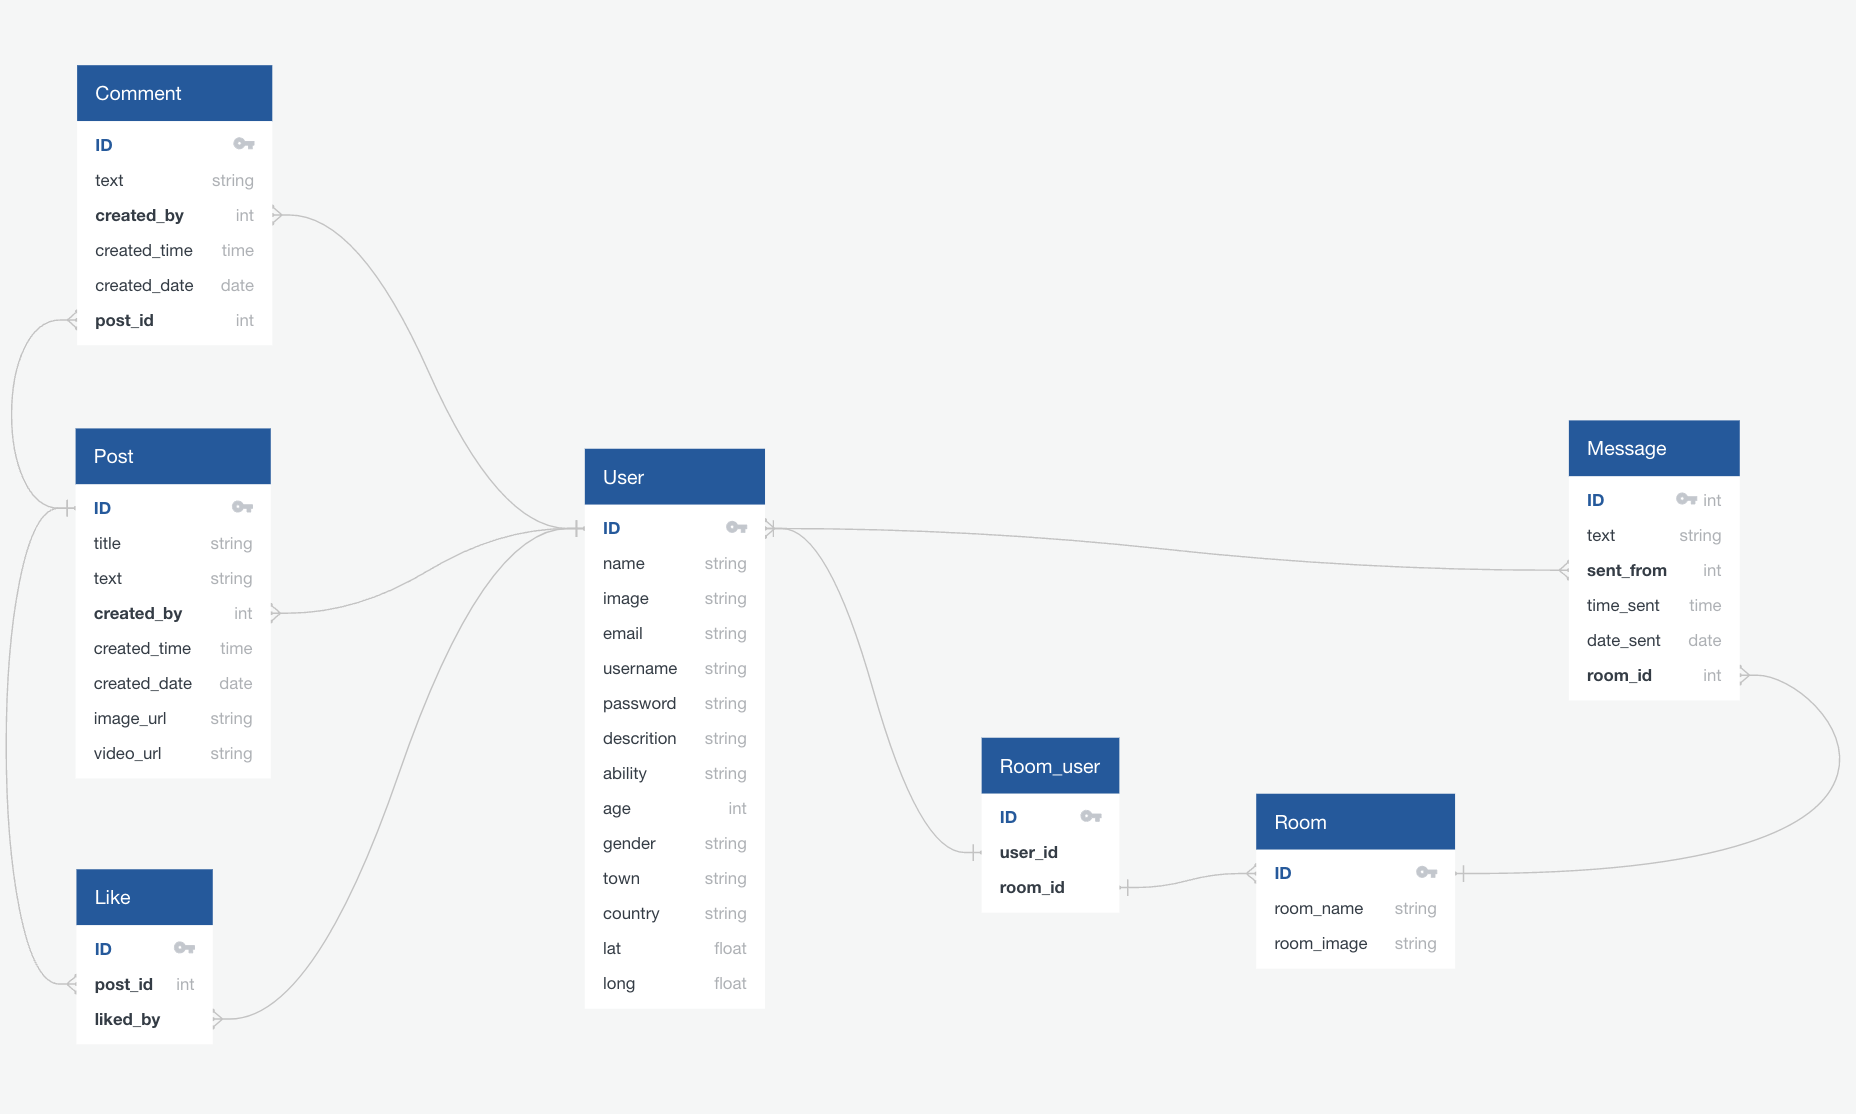 Comment
ID
text string
created_by int
created_time time
created_date date
post_id int
Post
ID
title string
text string
created_by int
created_time time
created_date date
image_url string
video_url string
Like
ID
post_id int
liked_by
User
ID
name string
image string
email string
username string
password string
descrition string
ability string
age int
gender string
town string
country string
lat float
long float
Room_user
ID
user_id
room_id
Room
ID
room_name string
room_image string
Message
ID int
text string
sent_from int
time_sent time
date_sent date
room_id int